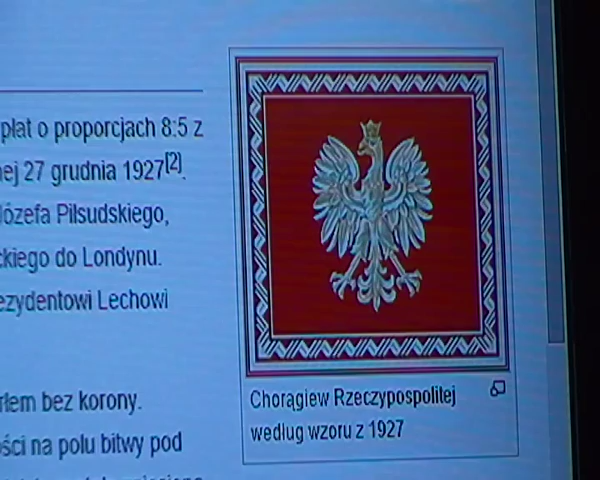 płat o proporcjach 8:5 z
nej 27 grudnia 1927[2].
Józefa Piłsudskiego,
ckiego do Londynu.
ezydentowi Lechowi
rłem bez korony.
ości na polu bitwy pod
Chorągiew Rzeczypospolitej
według wzoru z 1927